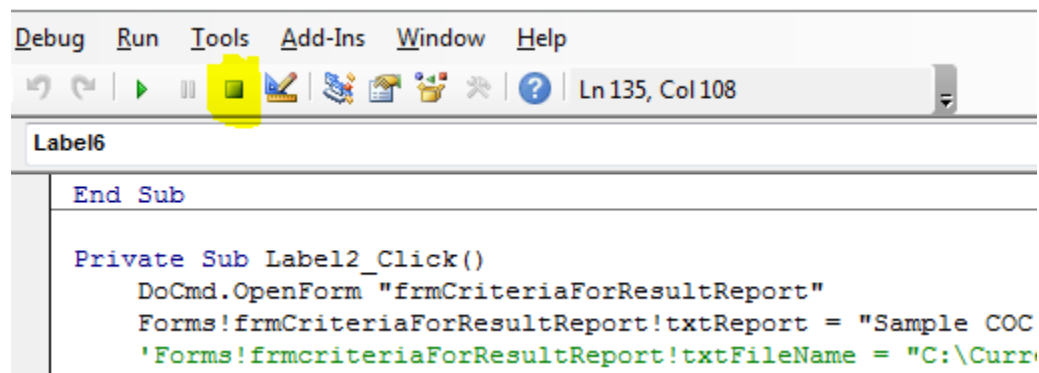 Debug Run Tools Add-Ins Window Help
Ln 135, Col 108
Label6
End Sub
Private Sub Label2_Click()
DoCmd.OpenForm "frmCriteriaForResultReport"
Forms!frmCriteriaForResultReport!txtReport = "Sample COC
'Forms!frmcriteriaForResultReport!txtFileName = "C:\Curr